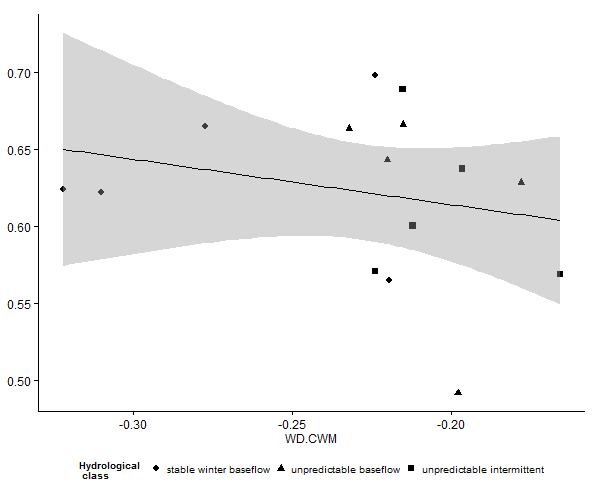 0.70
0.65
0.60
0.55
0.50
-0.30 -0.25 -0.20
WD.CWM
Hydrological
class
stable winter baseflow unpredictable baseflow unpredictable intermittent